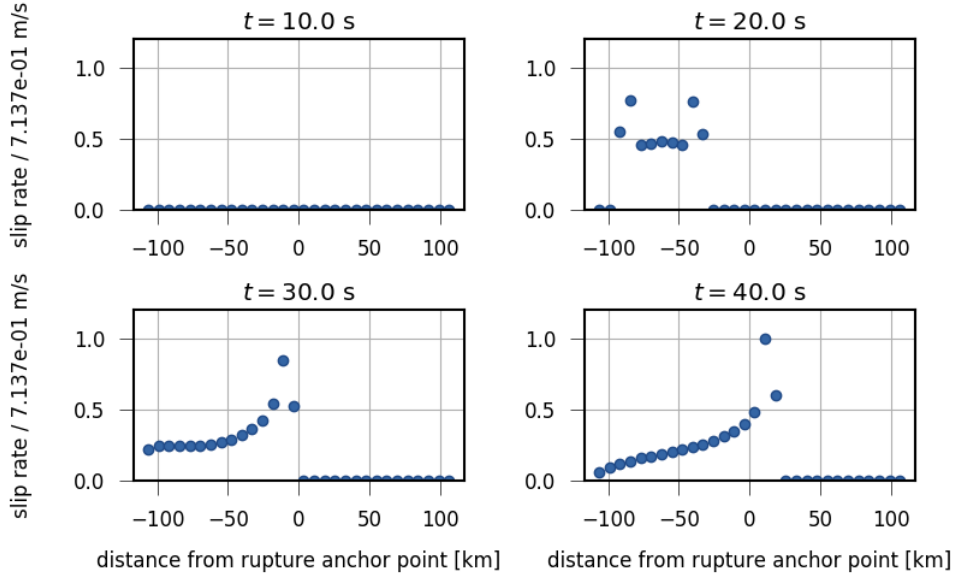 t = 10.0 s
t = 20.0 s
slip rate / 7.137e-01 m/s
1.0
0.5
0.0
−100 −50 0 50 100
1.0
0.5
0.0
−100 −50 0 50 100
t = 30.0 s
t = 40.0 s
slip rate / 7.137e-01 m/s
1.0
0.5
0.0
−100 −50 0 50 100
distance from rupture anchor point [km]
1.0
0.5
0.0
−100 −50 0 50 100
distance from rupture anchor point [km]